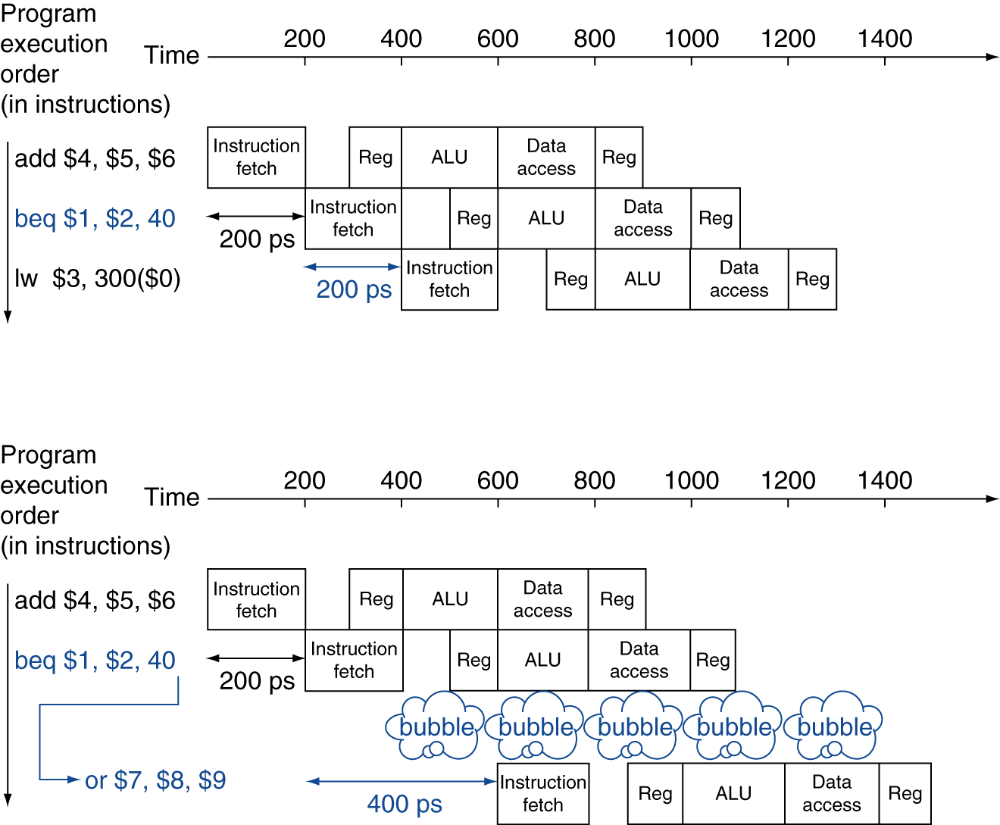 Program
execution
order
(in instructions)
Time
200 400 600 800 1000 1200 1400
add $4, $5, $6
Instruction
fetch
Reg
ALU
Data
access
Reg
beq $1, $2, 40
200 ps
Instruction
fetch
Reg
ALU
Data
access
Reg
lw $3, 300($0)
200 ps
Instruction
fetch
Reg
ALU
Data
access
Reg
Program
execution
order
(in instructions)
Time
200 400 600 800 1000 1200 1400
add $4, $5, $6
Instruction
fetch
Reg
ALU
Data
access
Reg
beq $1, $2, 40
200 ps
Instruction
fetch
Reg
ALU
Data
access
Reg
bubble bubble bubble bubble bubble
or $7, $8, $9
400 ps
Instruction
fetch
Reg
ALU
Data
access
Reg